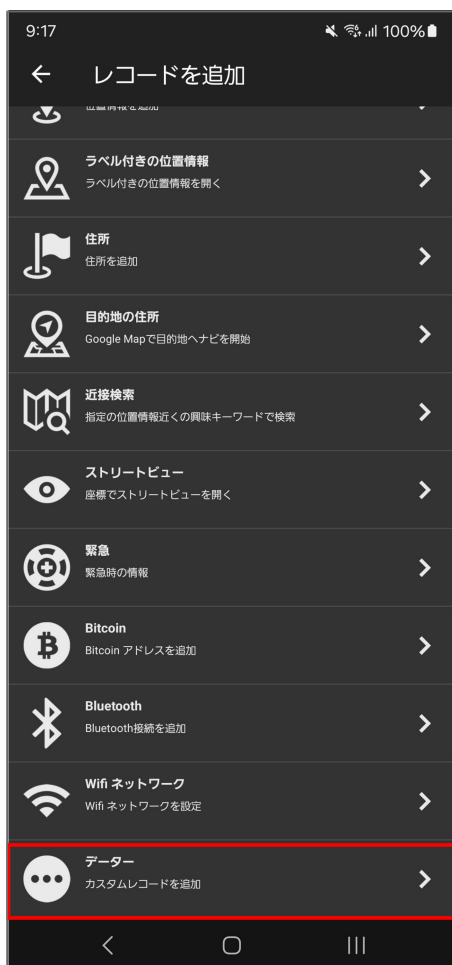 9:17
100%
レコードを追加
位置情報を追加
ラベル付きの位置情報
ラベル付きの位置情報を開く
住所
住所を追加
目的地の住所
Google Mapで目的地へナビを開始
近接検索
指定の位置情報近くの興味キーワードで検索
ストリートビュー
座標でストリートビューを開く
緊急
緊急時の情報
Bitcoin
Bitcoin アドレスを追加
Bluetooth
Bluetooth接続を追加
Wifi ネットワーク
Wifi ネットワークを設定
データー
カスタムレコードを追加